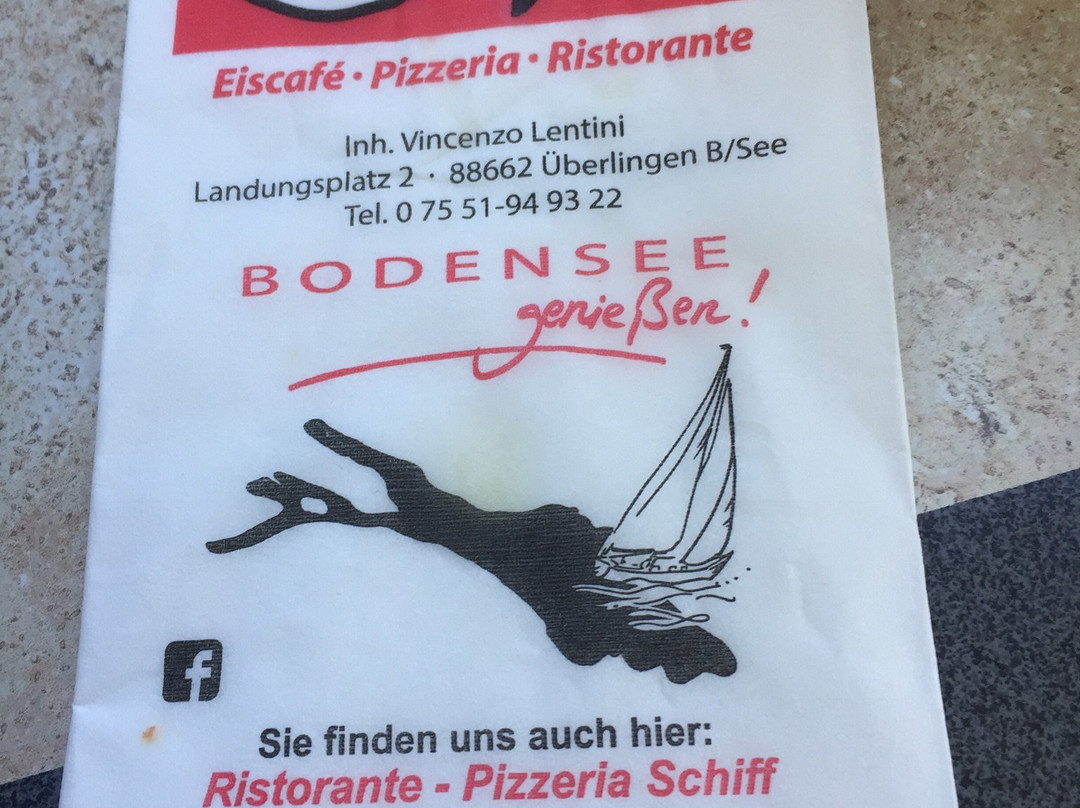 Eiscafé · Pizzeria · Ristorante
Inh. Vincenzo Lentini
Landungsplatz 2 · 88662 Überlingen B/See
Tel. 0 75 51-94 93 22
BODENSEE
genießen!
f
Sie finden uns auch hier:
Ristorante - Pizzeria Schiff